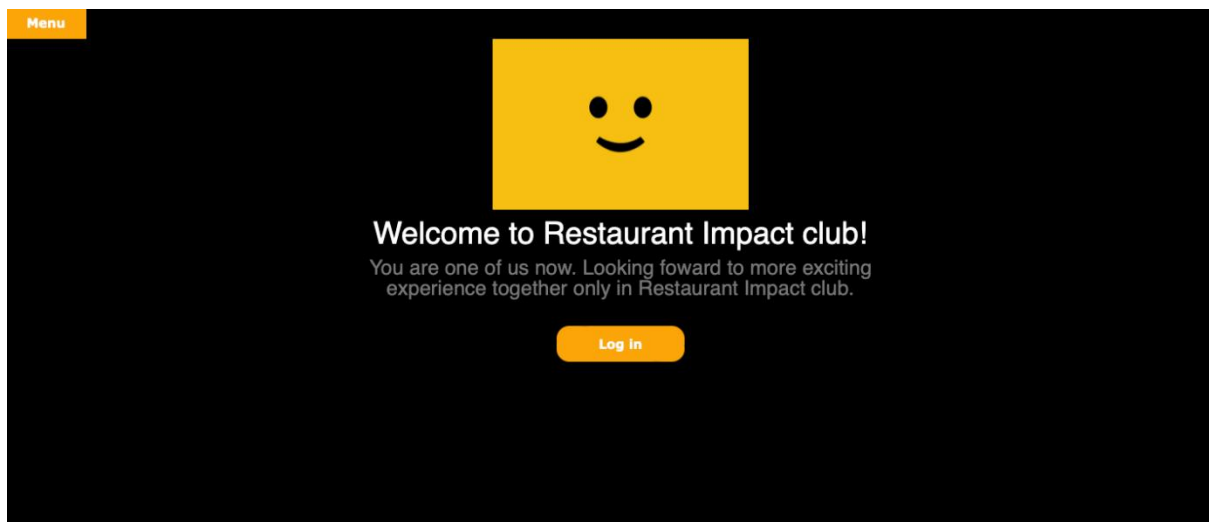 Menu
Welcome to Restaurant Impact club!
You are one of us now. Looking foward to more exciting
experience together only in Restaurant Impact club.
Log in